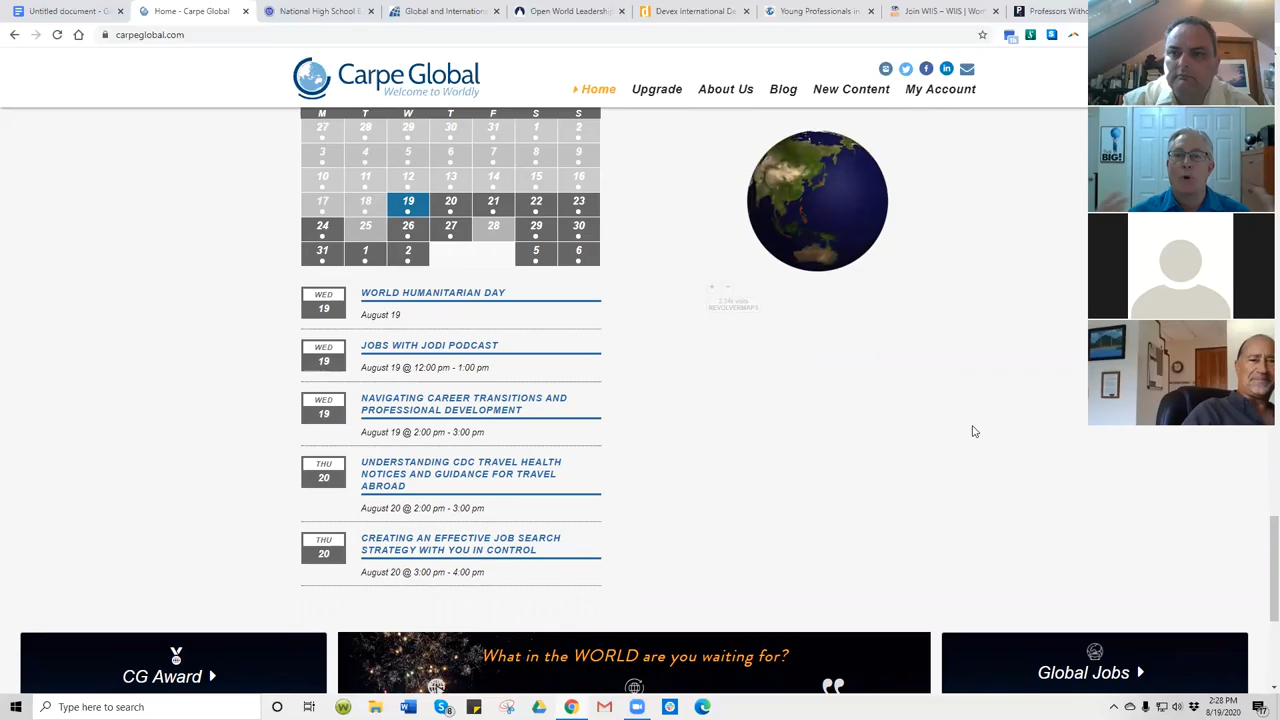 Untitled document - G
Home - Carpe Global
National High School E
Global and Internation
Open World Leadership
Devex International De
Young Professionals in
Join WIIS – WIIS | Wom
Professors Without
carpeglobal.com
Carpe Global
Welcome to Worldly
Home
Upgrade
About Us
Blog
New Content
My Account
M T W T F S S
27 28 29 30 31 1 2
3 4 5 6 7 8 9
10 11 12 13 14 15 16
17 18 19 20 21 22 23
24 25 26 27 28 29 30
31 1 2 5 6
WED
19
WORLD HUMANITARIAN DAY
August 19
WED
19
JOBS WITH JODI PODCAST
August 19 @ 12:00 pm - 1:00 pm
WED
19
NAVIGATING CAREER TRANSITIONS AND
PROFESSIONAL DEVELOPMENT
August 19 @ 2:00 pm - 3:00 pm
THU
20
UNDERSTANDING CDC TRAVEL HEALTH
NOTICES AND GUIDANCE FOR TRAVEL
ABROAD
August 20 @ 2:00 pm - 3:00 pm
THU
20
CREATING AN EFFECTIVE JOB SEARCH
STRATEGY WITH YOU IN CONTROL
August 20 @ 3:00 pm - 4:00 pm
+ −
REVOLVERMAPS
BIG!
CG Award
What in the WORLD are you waiting for?
Global Jobs
Type here to search
2:28 PM
8/19/2020